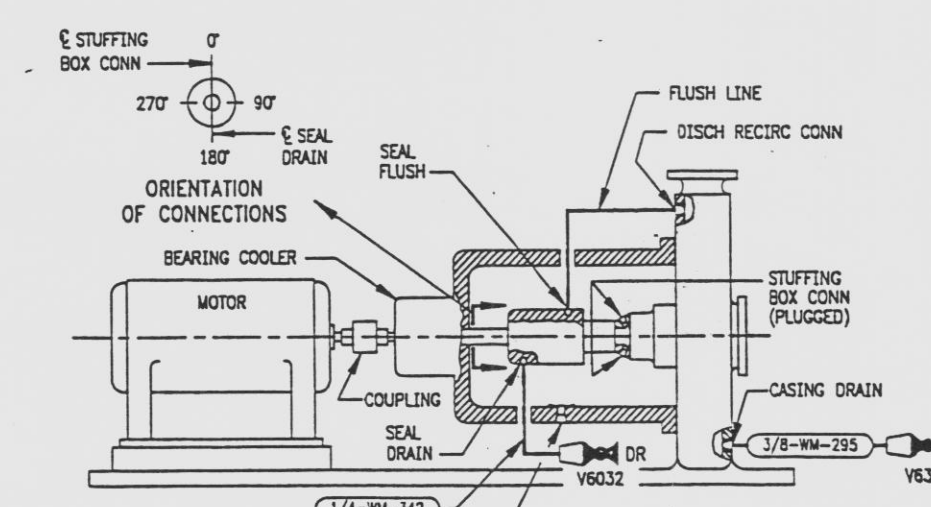 ℄ STUFFING
BOX CONN
0°
270°
90°
180°
℄ SEAL
DRAIN
ORIENTATION
OF CONNECTIONS
FLUSH LINE
DISCH RECIRC CONN
SEAL
FLUSH
BEARING COOLER
MOTOR
STUFFING
BOX CONN
(PLUGGED)
COUPLING
CASING DRAIN
SEAL
DRAIN
DR
V6032
3/8-WM-295